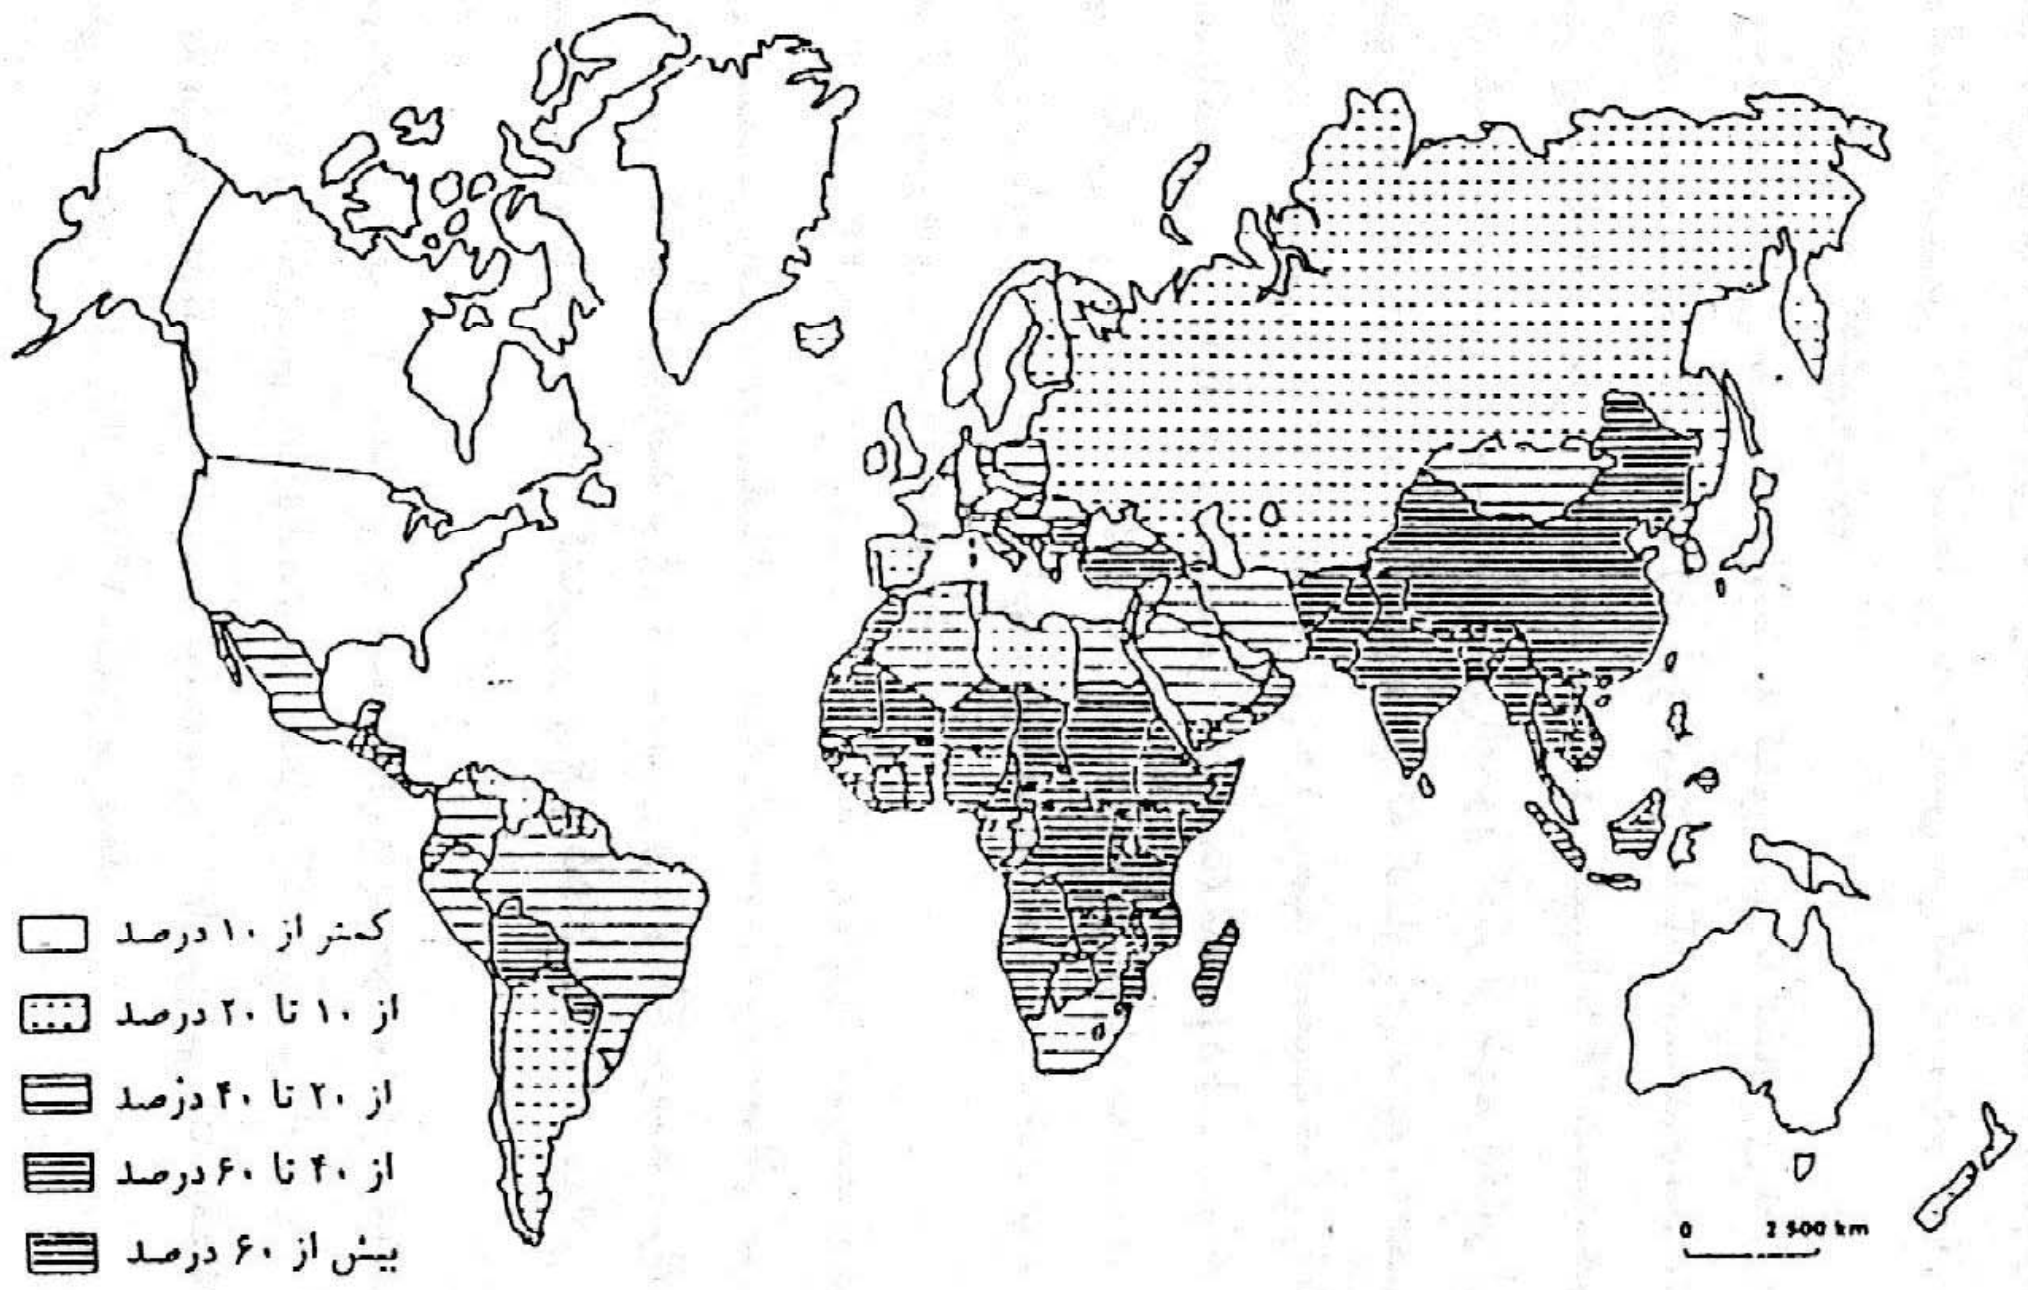 کمتر از ۱۰ درصد
از ۱۰ تا ۲۰ درصد
از ۲۰ تا ۴۰ درصد
از ۴۰ تا ۶۰ درصد
بیش از ۶۰ درصد
0 2 500 km